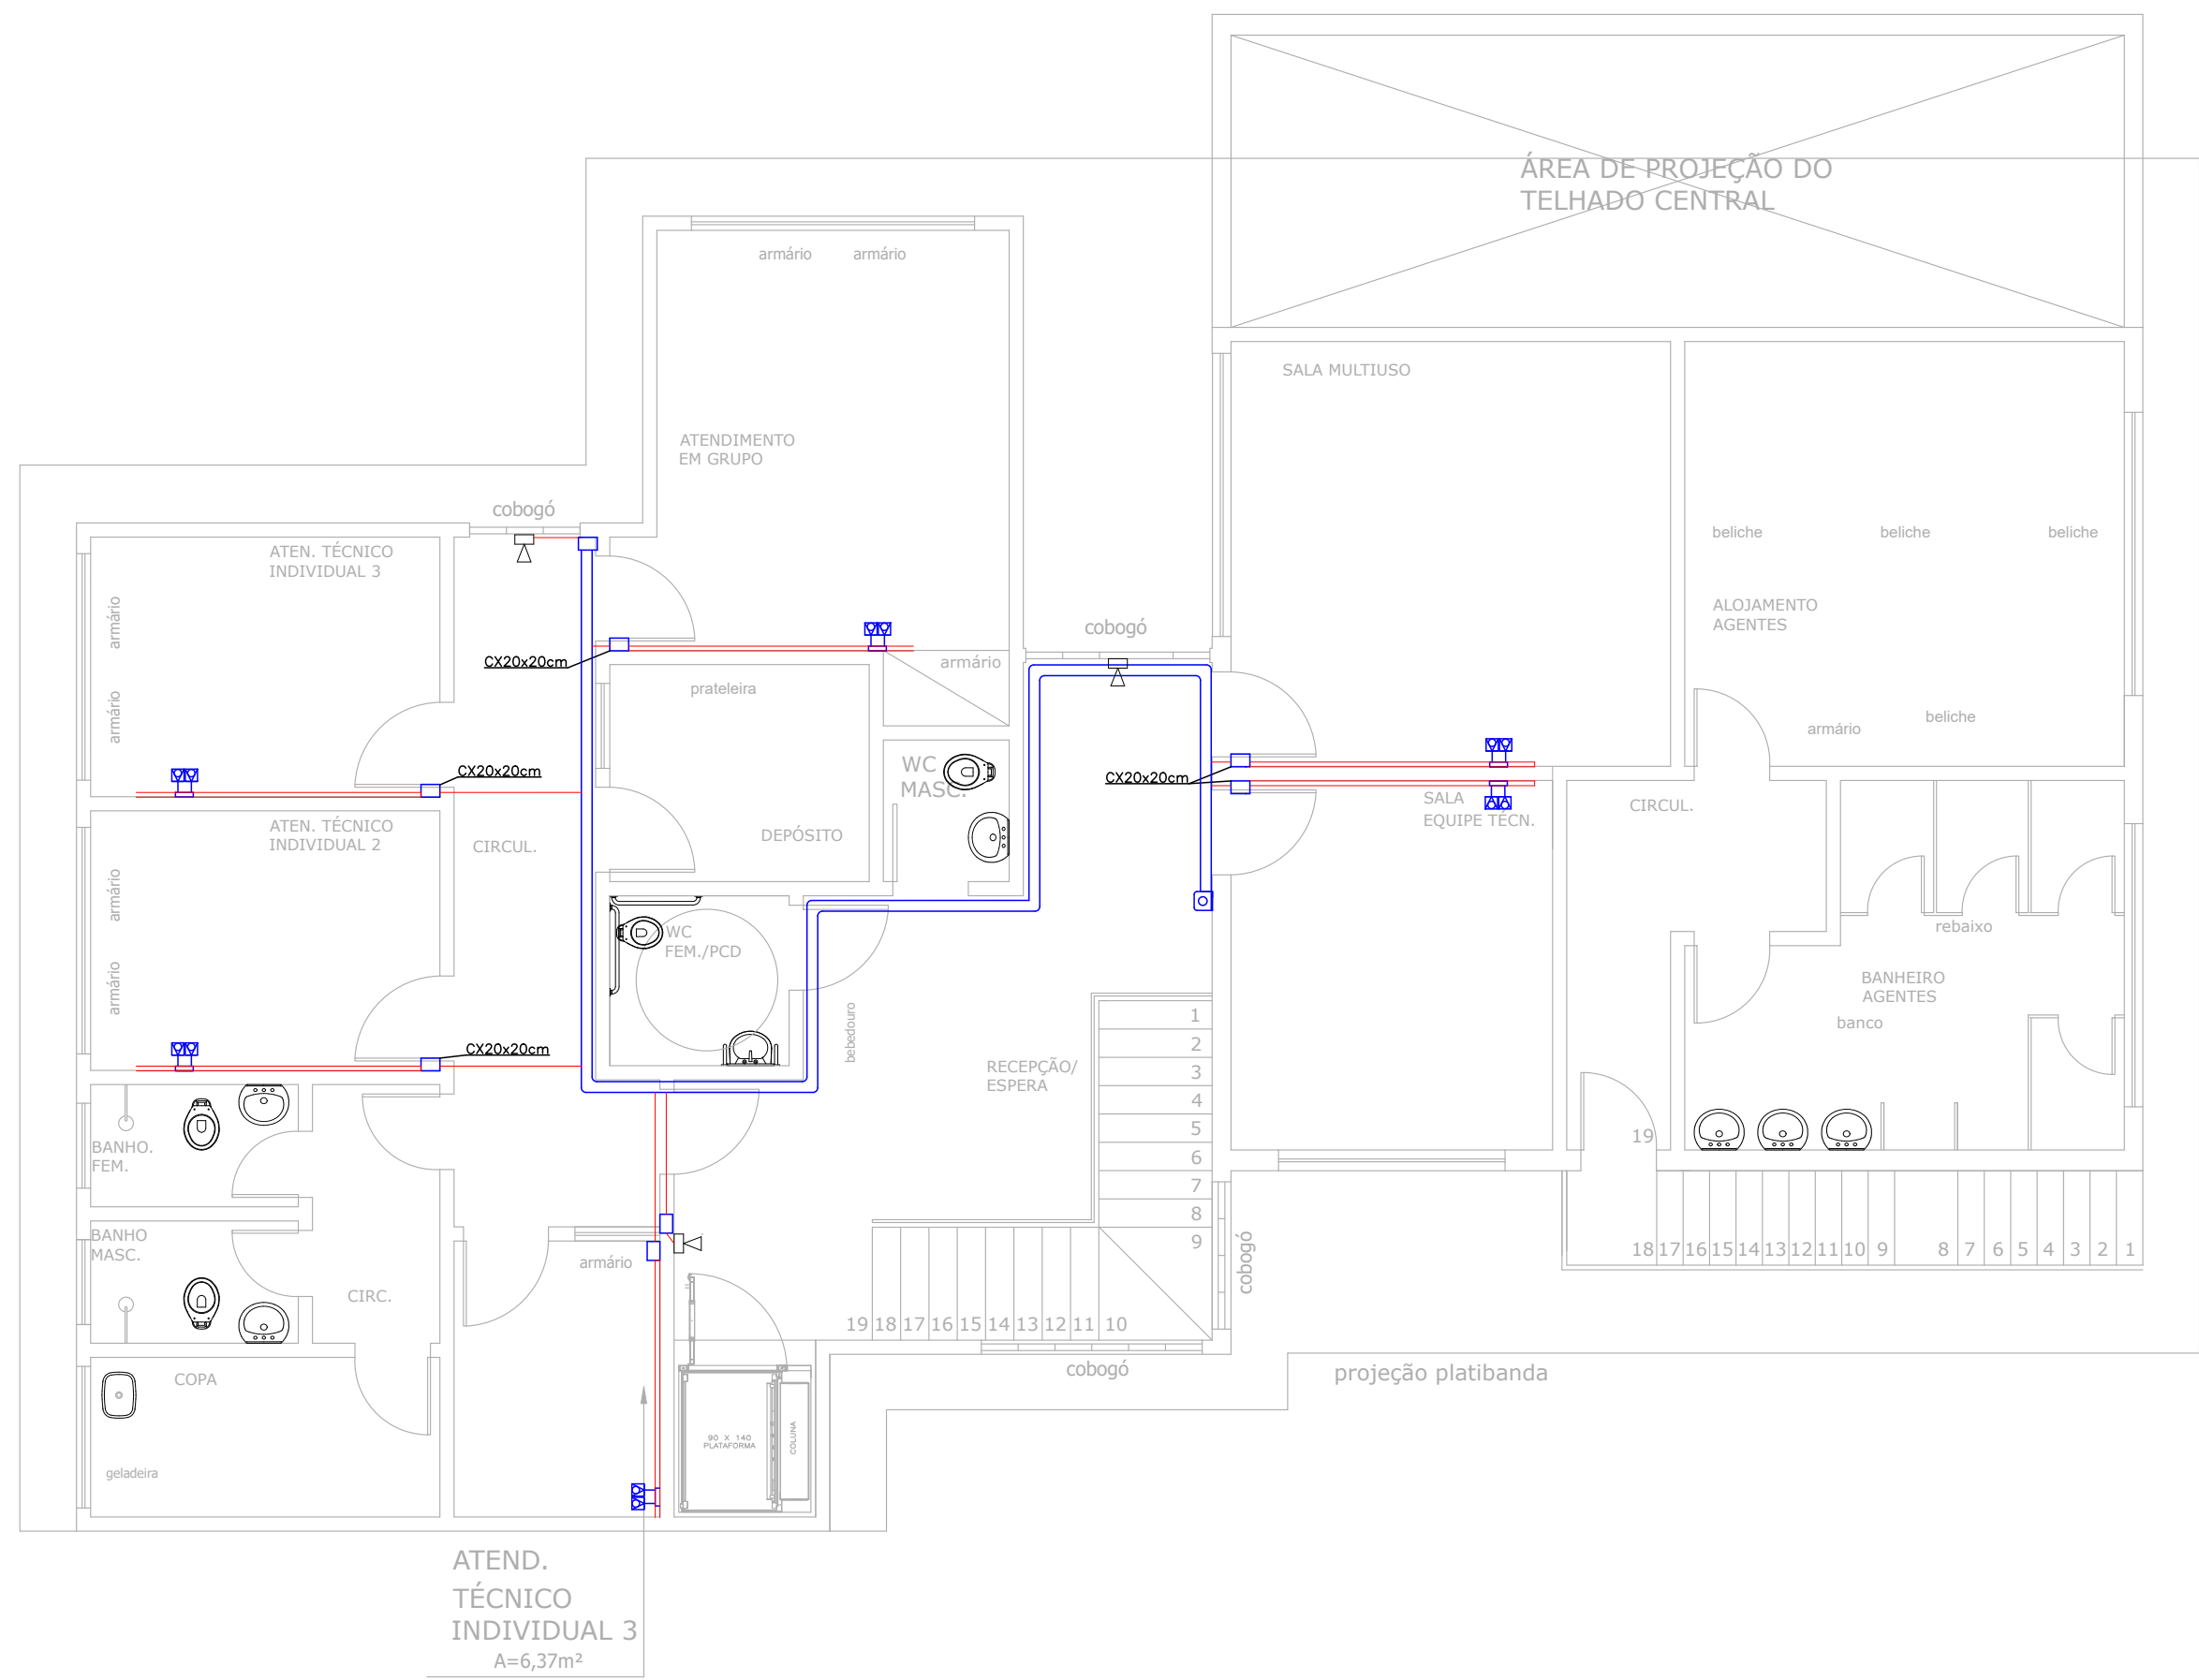 ÁREA DE PROJEÇÃO DO
TELHADO CENTRAL
armário
armário
SALA MULTIUSO
ATENDIMENTO
EM GRUPO
cobogó
beliche
beliche
beliche
ATEN. TÉCNICO
INDIVIDUAL 3
armário
armário
ALOJAMENTO
AGENTES
cobogó
CX20x20cm
armário
prateleira
beliche
armário
CX20x20cm
WC
MASC.
CX20x20cm
SALA
EQUIPE TÉCN.
CIRCUL.
ATEN. TÉCNICO
INDIVIDUAL 2
armário
armário
CIRCUL.
DEPÓSITO
WC
FEM./PCD
rebaixo
BANHEIRO
AGENTES
banco
bebedouro
CX20x20cm
RECEPÇÃO/
ESPERA
1
2
3
4
5
6
7
8
9
19
BANHO.
FEM.
BANHO
MASC.
armário
CIRC.
cobogó
18 17 16 15 14 13 12 11 10 9 8 7 6 5 4 3 2 1
19 18 17 16 15 14 13 12 11 10
cobogó
projeção platibanda
COPA
geladeira
90 X 140
PLATAFORMA
COLUNA
ATEND.
TÉCNICO
INDIVIDUAL 3
A=6,37m²